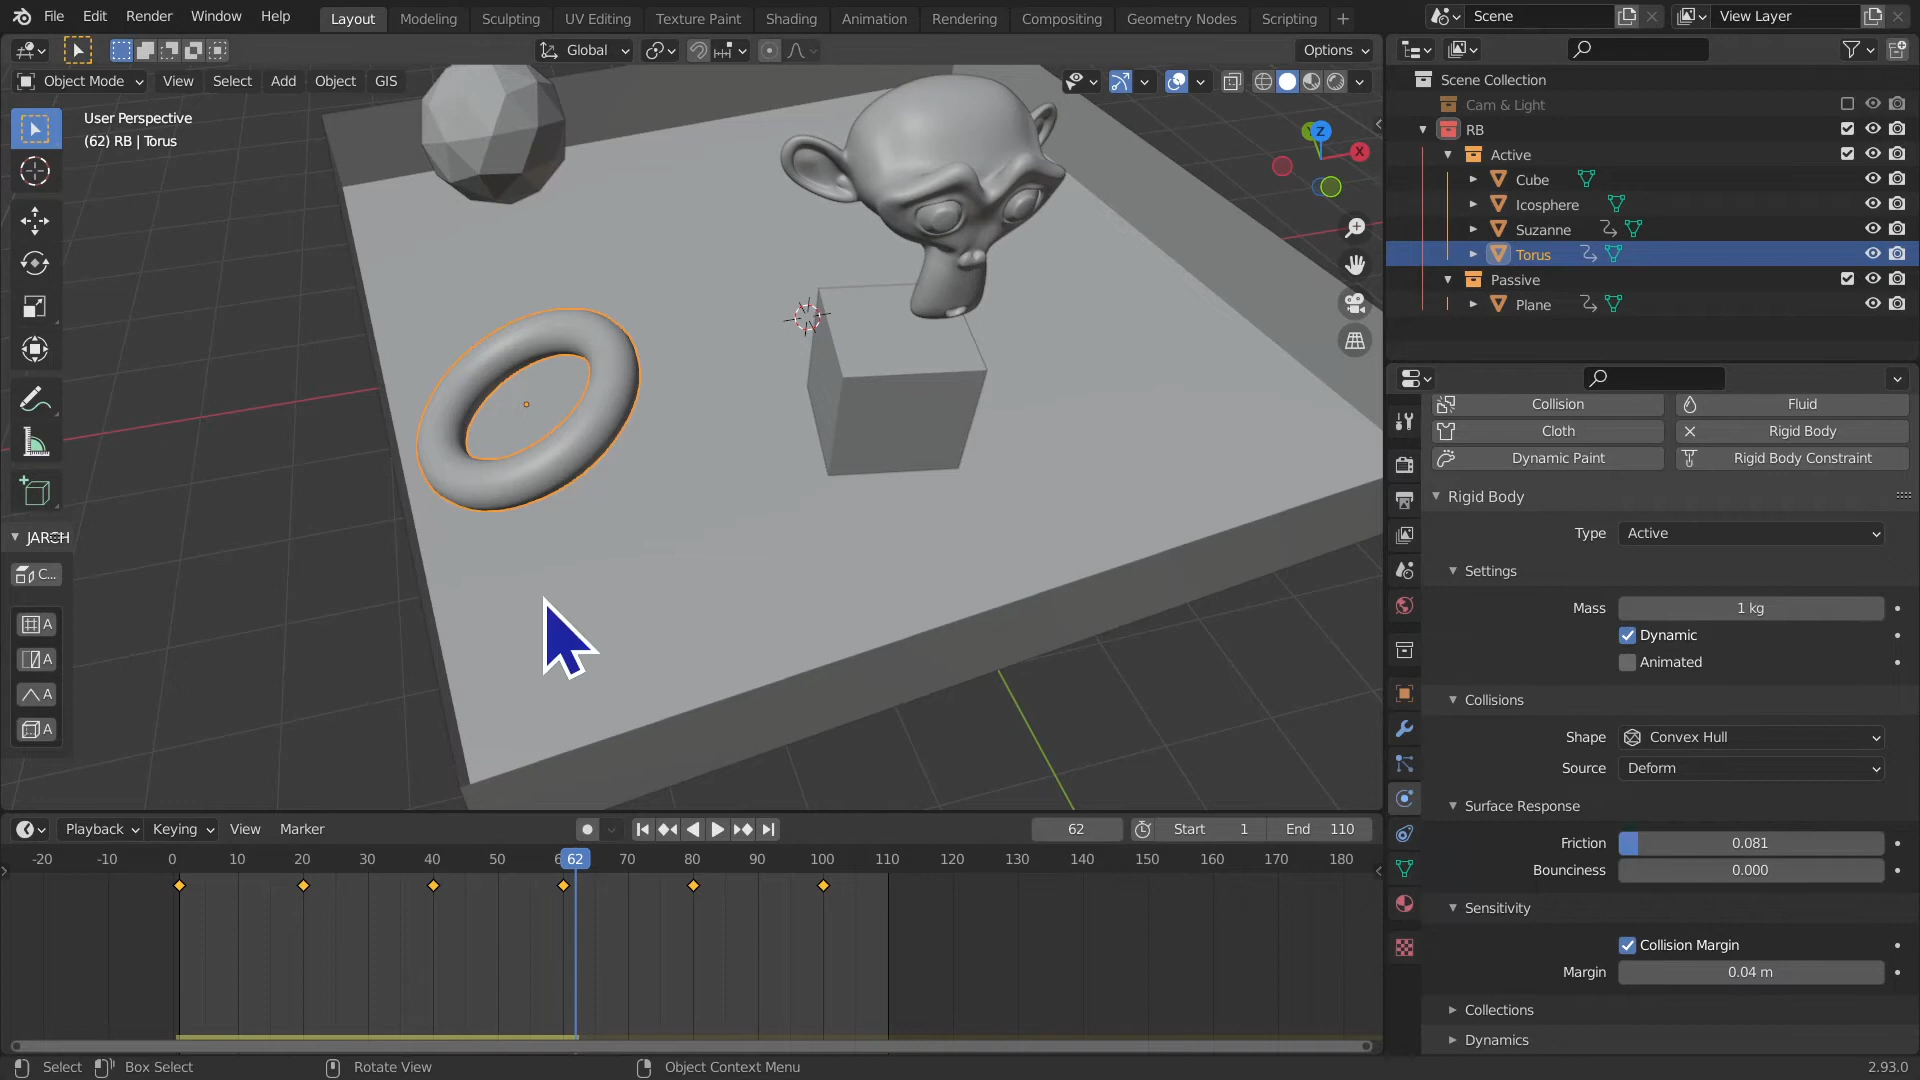 File Edit Render Window Help Layout Modeling Sculpting UV Editing Texture Paint Shading Animation Rendering Compositing Geometry Nodes Scripting + Scene View Layer
Global Options
Object Mode View Select Add Object GIS
User Perspective
(62) RB | Torus
Z
X
C...
A
A
A
A
Scene Collection
Cam & Light
RB
Active
Cube
Icosphere
Suzanne
Torus
Passive
Plane
Collision Fluid
Cloth Rigid Body
Dynamic Paint Rigid Body Constraint
Rigid Body
Type Active
Settings
Mass 1 kg
Dynamic
Animated
Collisions
Shape Convex Hull
Source Deform
Surface Response
Friction 0.081
Bounciness 0.000
Sensitivity
Collision Margin
Margin 0.04 m
Collections
Dynamics
Playback Keying View Marker 62 Start 1 End 110
-20 -10 0 10 20 30 40 50 62 70 80 90 100 110 120 130 140 150 160 170 180
Select Box Select Rotate View Object Context Menu 2.93.0